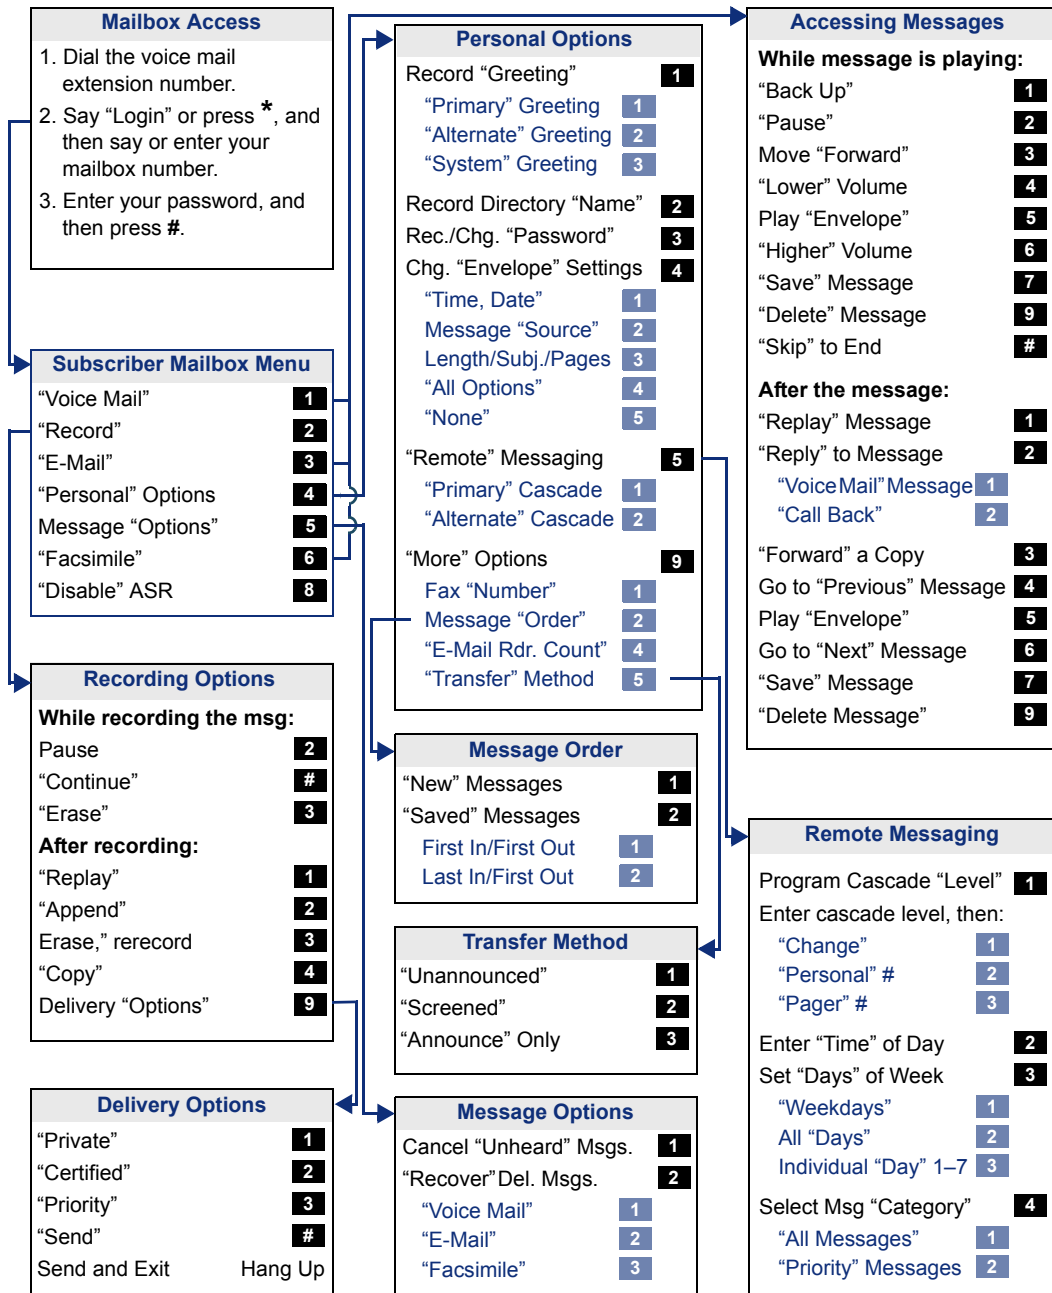 Mailbox Access
1. Dial the voice mail
extension number.
2. Say “Login” or press *, and
then say or enter your
mailbox number.
3. Enter your password, and
then press #.
Subscriber Mailbox Menu
“Voice Mail” 1
“Record” 2
“E-Mail” 3
“Personal” Options 4
Message “Options” 5
“Facsimile” 6
“Disable” ASR 8
Recording Options
While recording the msg:
Pause 2
“Continue” #
“Erase” 3
After recording:
“Replay” 1
“Append” 2
Erase,” rerecord 3
“Copy” 4
Delivery “Options” 9
Delivery Options
“Private” 1
“Certified” 2
“Priority” 3
“Send” #
Send and Exit Hang Up
Personal Options
Record “Greeting” 1
“Primary” Greeting 1
“Alternate” Greeting 2
“System” Greeting 3
Record Directory “Name” 2
Rec./Chg. “Password” 3
Chg. “Envelope” Settings 4
“Time, Date” 1
Message “Source” 2
Length/Subj./Pages 3
“All Options” 4
“None” 5
“Remote” Messaging 5
“Primary” Cascade 1
“Alternate” Cascade 2
“More” Options 9
Fax “Number” 1
Message “Order” 2
“E-Mail Rdr. Count” 4
“Transfer” Method 5
Message Order
“New” Messages 1
“Saved” Messages 2
First In/First Out 1
Last In/First Out 2
Transfer Method
“Unannounced” 1
“Screened” 2
“Announce” Only 3
Message Options
Cancel “Unheard” Msgs. 1
“Recover” Del. Msgs. 2
“Voice Mail” 1
“E-Mail” 2
“Facsimile” 3
Accessing Messages
While message is playing:
“Back Up” 1
“Pause” 2
Move “Forward” 3
“Lower” Volume 4
Play “Envelope” 5
“Higher” Volume 6
“Save” Message 7
“Delete” Message 9
“Skip” to End #
After the message:
“Replay” Message 1
“Reply” to Message 2
“Voice Mail” Message 1
“Call Back” 2
“Forward” a Copy 3
Go to “Previous” Message 4
Play “Envelope” 5
Go to “Next” Message 6
“Save” Message 7
“Delete Message” 9
Remote Messaging
Program Cascade “Level” 1
Enter cascade level, then:
“Change” 1
“Personal” # 2
“Pager” # 3
Enter “Time” of Day 2
Set “Days” of Week 3
“Weekdays” 1
All “Days” 2
Individual “Day” 1–7 3
Select Msg “Category” 4
“All Messages” 1
“Priority” Messages 2